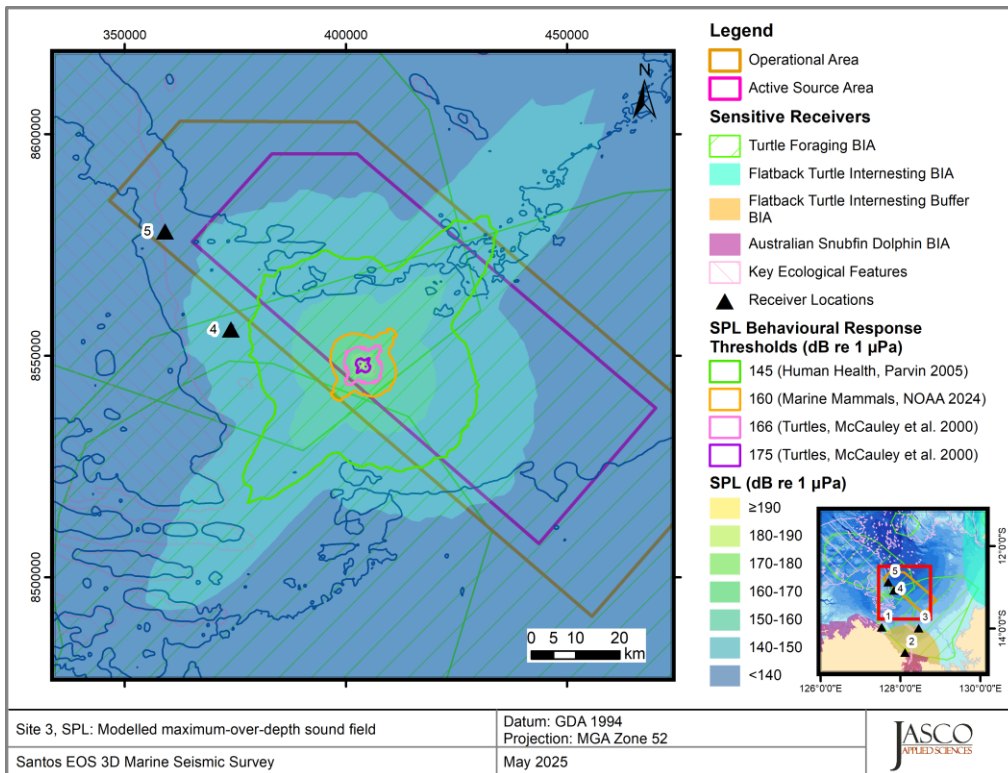 350000
400000
450000
8600000
8550000
8500000
N
5
4
0 5 10 20
km
Legend
Operational Area
Active Source Area
Sensitive Receivers
Turtle Foraging BIA
Flatback Turtle Internesting BIA
Flatback Turtle Internesting Buffer
BIA
Australian Snubfin Dolphin BIA
Key Ecological Features
Receiver Locations
SPL Behavioural Response
Thresholds (dB re 1 µPa)
145 (Human Health, Parvin 2005)
160 (Marine Mammals, NOAA 2024)
166 (Turtles, McCauley et al. 2000)
175 (Turtles, McCauley et al. 2000)
SPL (dB re 1 µPa)
≥190
180-190
170-180
160-170
150-160
140-150
<140
5
4
1
3
2
12°0'S
14°0'S
126°0'E
128°0'E
130°0'E
Site 3, SPL: Modelled maximum-over-depth sound field
Santos EOS 3D Marine Seismic Survey
Datum: GDA 1994
Projection: MGA Zone 52
May 2025
JASCO
APPLIED SCIENCES